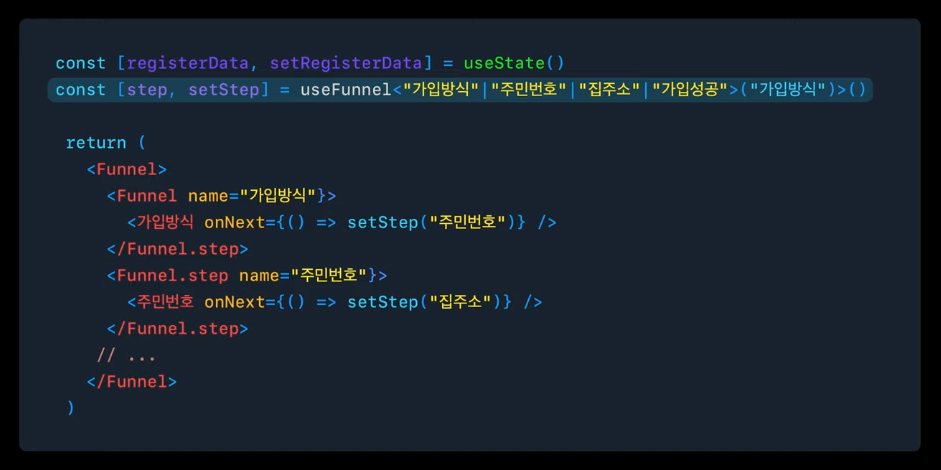 const [registerData, setRegisterData] = useState()
const [step, setStep] = useFunnel<"가입방식"|"주민번호"|"집주소"|"가입성공">("가입방식")>()
return (
<Funnel>
<Funnel name="가입방식"}>
<가입방식 onNext={() => setStep("주민번호")} />
</Funnel.step>
<Funnel.step name="주민번호"}>
<주민번호 onNext={() => setStep("집주소")} />
</Funnel.step>
// ...
</Funnel>
)